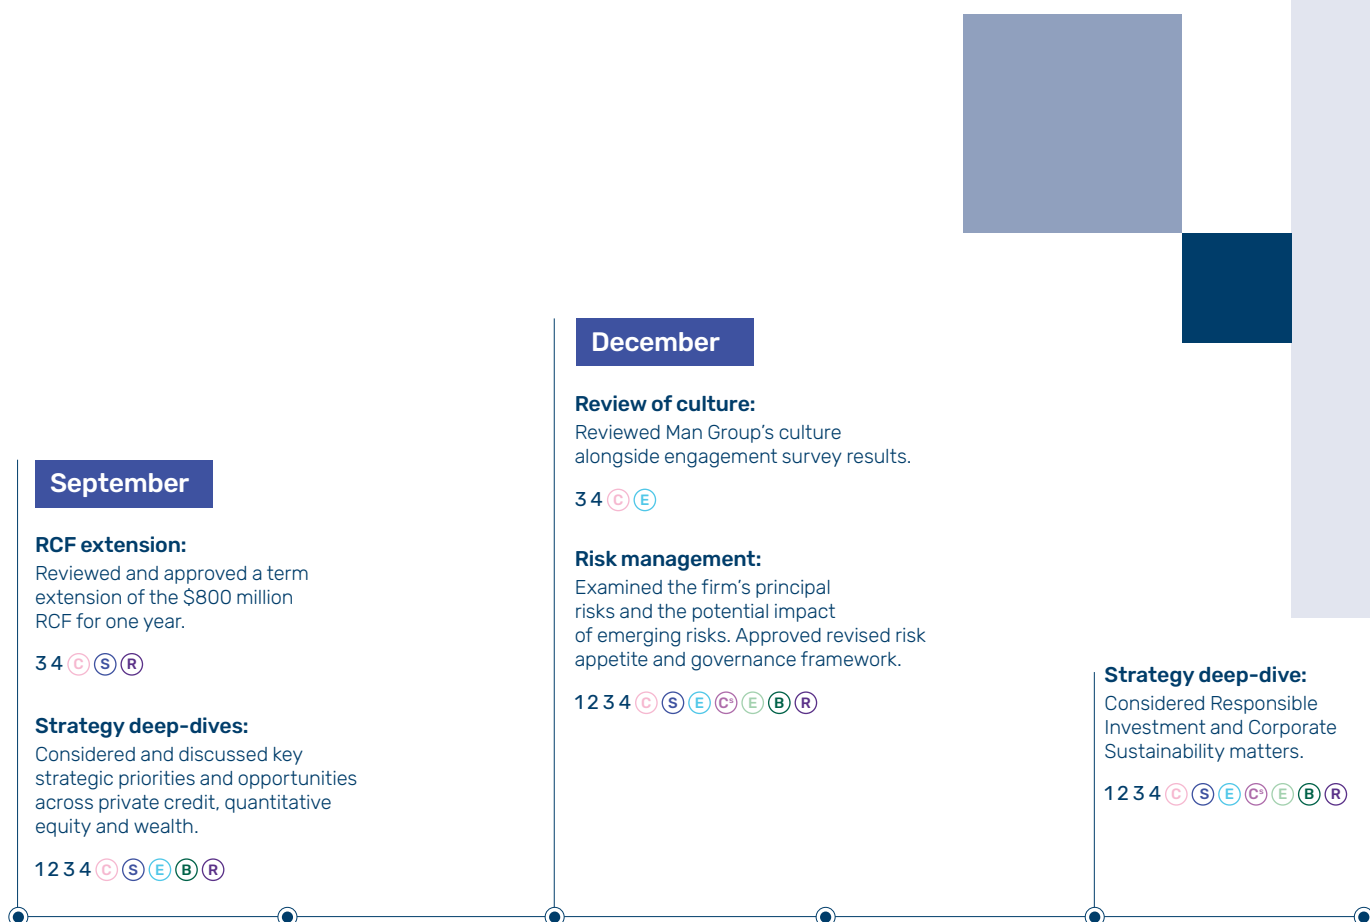 September
RCF extension:
Reviewed and approved a term
extension of the $800 million
RCF for one year.
3 4 C S R
Strategy deep-dives:
Considered and discussed key
strategic priorities and opportunities
across private credit, quantitative
equity and wealth.
1 2 3 4 C S E B R
December
Review of culture:
Reviewed Man Group’s culture
alongside engagement survey results.
3 4 C E
Risk management:
Examined the firm’s principal
risks and the potential impact
of emerging risks. Approved revised risk
appetite and governance framework.
1 2 3 4 C S E Cs E B R
Strategy deep-dive:
Considered Responsible
Investment and Corporate
Sustainability matters.
1 2 3 4 C S E Cs E B R